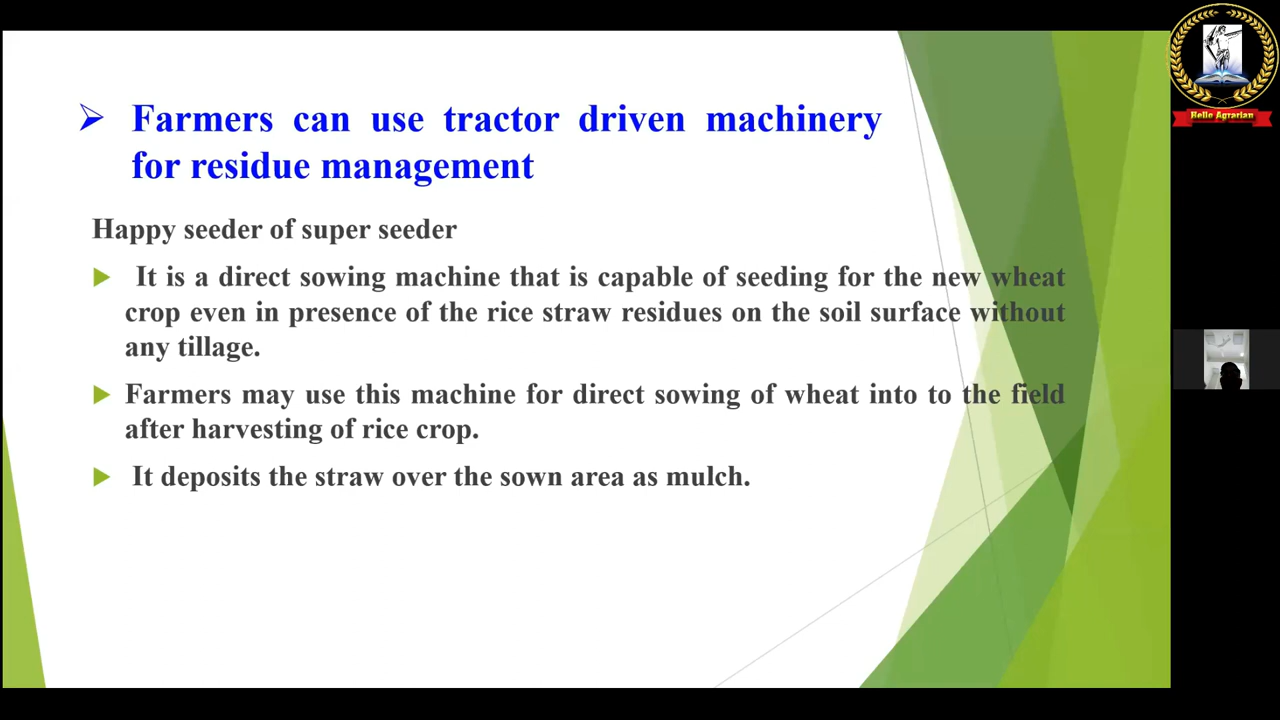 Farmers can use tractor driven machinery
for residue management
Happy seeder of super seeder
It is a direct sowing machine that is capable of seeding for the new wheat
crop even in presence of the rice straw residues on the soil surface without
any tillage.
Farmers may use this machine for direct sowing of wheat into to the field
after harvesting of rice crop.
It deposits the straw over the sown area as mulch.
Hello Agrarian